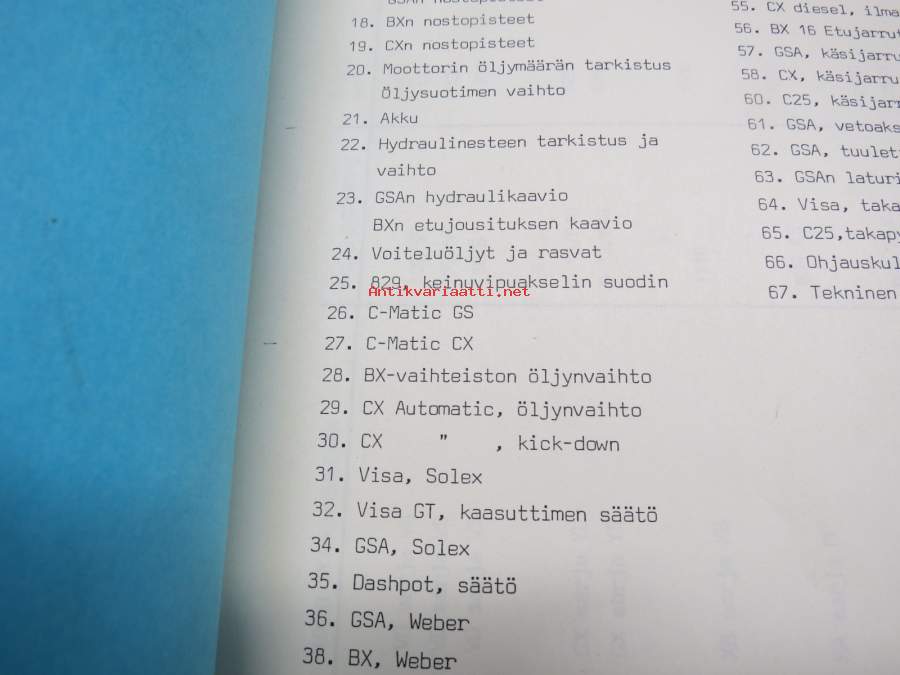 GSAn nostopisteet
18. BXn nostopisteet
19. CXn nostopisteet
20. Moottorin öljymäärän tarkistus
öljysuotimen vaihto
21. Akku
22. Hydraulinesteen tarkistus ja
vaihto
23. GSAn hydraulikaavio
BXn etujousituksen kaavio
24. Voiteluöljyt ja rasvat
25. 829, keinuvipuakselin suodin
Antikvariaatti.net
26. C-Matic GS
27. C-Matic CX
28. BX-vaihteiston öljynvaihto
29. CX Automatic, öljynvaihto
30. CX " , kick-down
31. Visa, Solex
32. Visa GT, kaasuttimen säätö
34. GSA, Solex
35. Dashpot, säätö
36. GSA, Weber
38. BX, Weber
55. CX diesel, ilma
56. BX 16 Etujarrut
57. GSA, käsijarru
58. CX, käsijarru
60. C25, käsijarr
61. GSA, vetoaks
62. GSA, tuulet
63. GSAn laturi
64. Visa, taka
65. C25,takapy
66. Ohjauskul
67. Tekninen